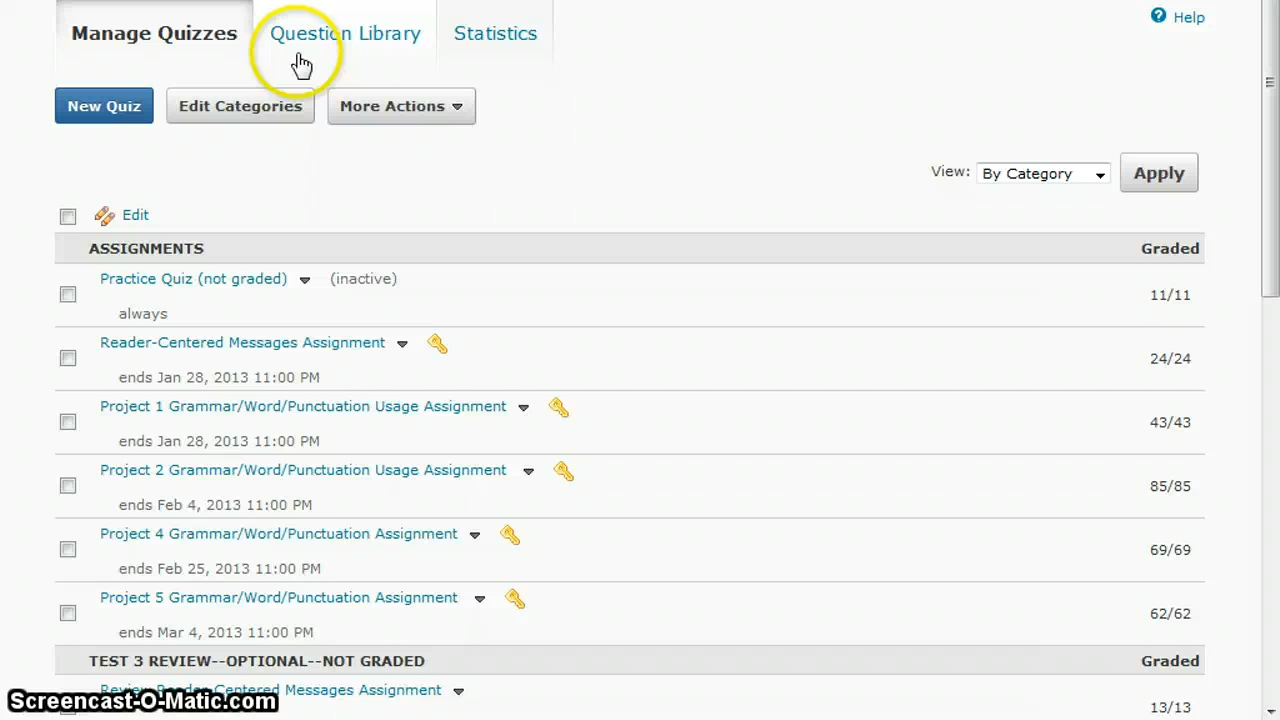 Manage Quizzes Question Library Statistics Help
New Quiz Edit Categories More Actions
View: By Category Apply
Edit
ASSIGNMENTS Graded
Practice Quiz (not graded) (inactive)
11/11
always
Reader-Centered Messages Assignment
24/24
ends Jan 28, 2013 11:00 PM
Project 1 Grammar/Word/Punctuation Usage Assignment
43/43
ends Jan 28, 2013 11:00 PM
Project 2 Grammar/Word/Punctuation Usage Assignment
85/85
ends Feb 4, 2013 11:00 PM
Project 4 Grammar/Word/Punctuation Assignment
69/69
ends Feb 25, 2013 11:00 PM
Project 5 Grammar/Word/Punctuation Assignment
62/62
ends Mar 4, 2013 11:00 PM
TEST 3 REVIEW--OPTIONAL--NOT GRADED Graded
Review Reader-Centered Messages Assignment
13/13
Screencast-O-Matic.com